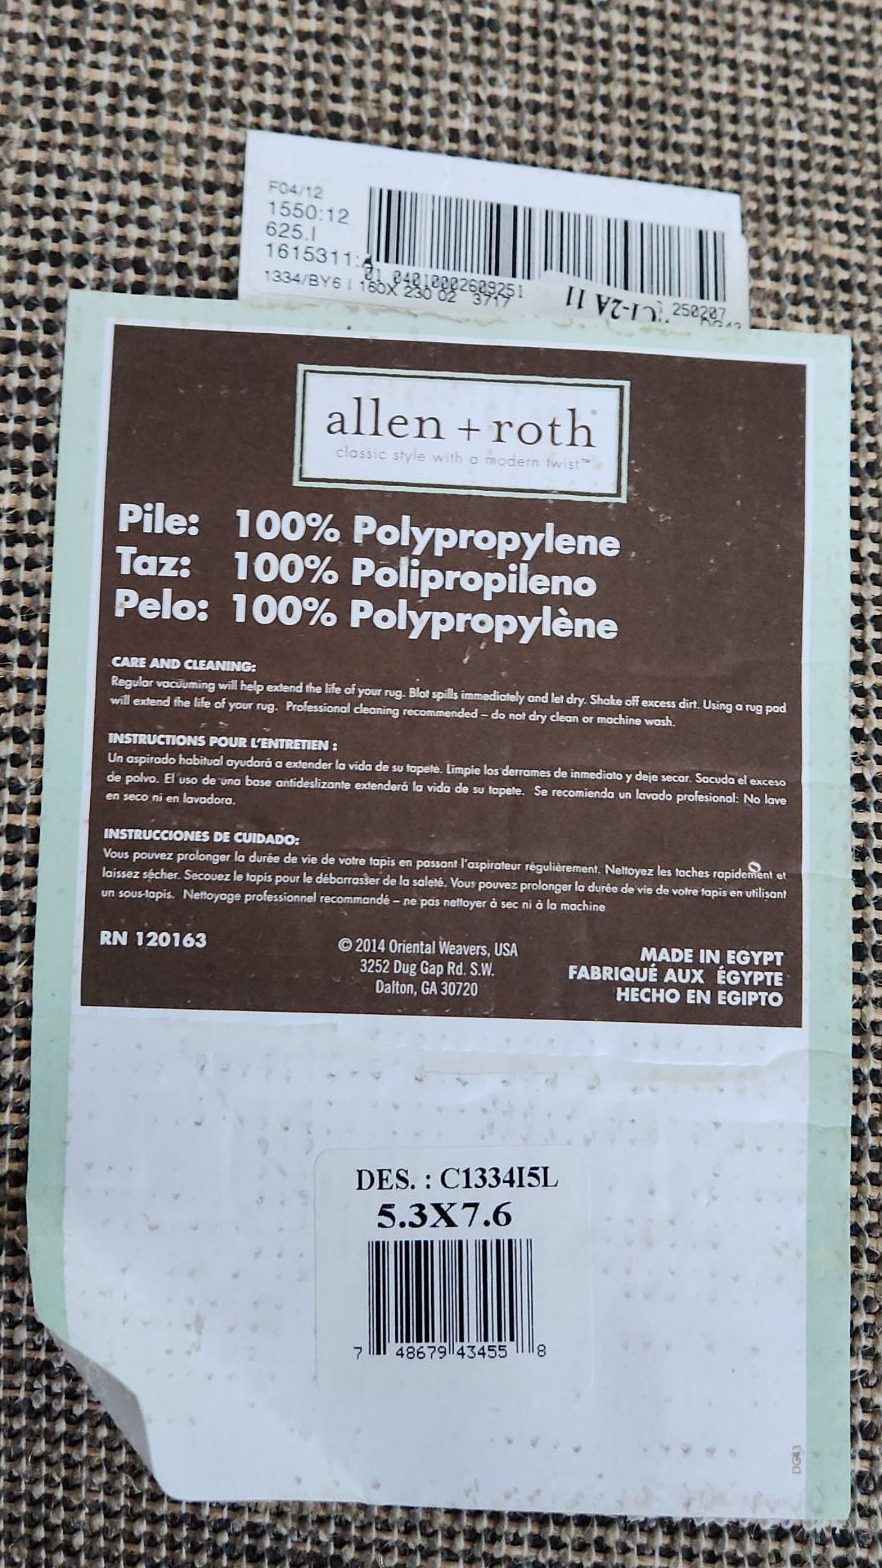 F04/12
1550:12
625.I
1615311:
01 04010002609251
1334/BY6 I 160X 230 02 3717
250207
allen + roth®
classic style with a modern twist™
Pile: 100% Polypropylene
Taz: 100% Polipropileno
Pelo: 100% Polypropylène
CARE AND CLEANING:
Regular vacuuming will help extend the life of your rug. Blot spills immediately and let dry. Shake off excess dirt. Using a rug pad
will extend the life of your rug. Professional cleaning recommended – do not dry clean or machine wash.
INSTRUCTIONS POUR L'ENTRETIEN :
Un aspirado habitual ayudará a extender la vida de su tapete. Limpie los derrames de inmediato y deje secar. Sacuda el exceso
de polvo. El uso de una base antideslizante extenderá la vida de su tapete. Se recomienda un lavado profesional: No lave
en seco ni en lavadora.
INSTRUCCIONES DE CUIDADO:
Vous pouvez prolonger la durée de vie de votre tapis en passant l'aspirateur régulièrement. Nettoyez les taches rapidement et
laissez sécher. Secouez le tapis pour le débarrasser de la saleté. Vous pouvez prolonger la durée de vie de votre tapis en utilisant
un sous-tapis. Nettoyage professionnel recommandé – ne pas nettoyer à sec ni à la machine
RN 120163
© 2014 Oriental Weavers, USA
3252 Dug Gap Rd. S.W.
Dalton, GA 30720
MADE IN EGYPT
FABRIQUÉ AUX ÉGYPTE
HECHO EN EGIPTO
DES. : C1334I5L
5.3X7.6
7 48679 43455 8
DG43